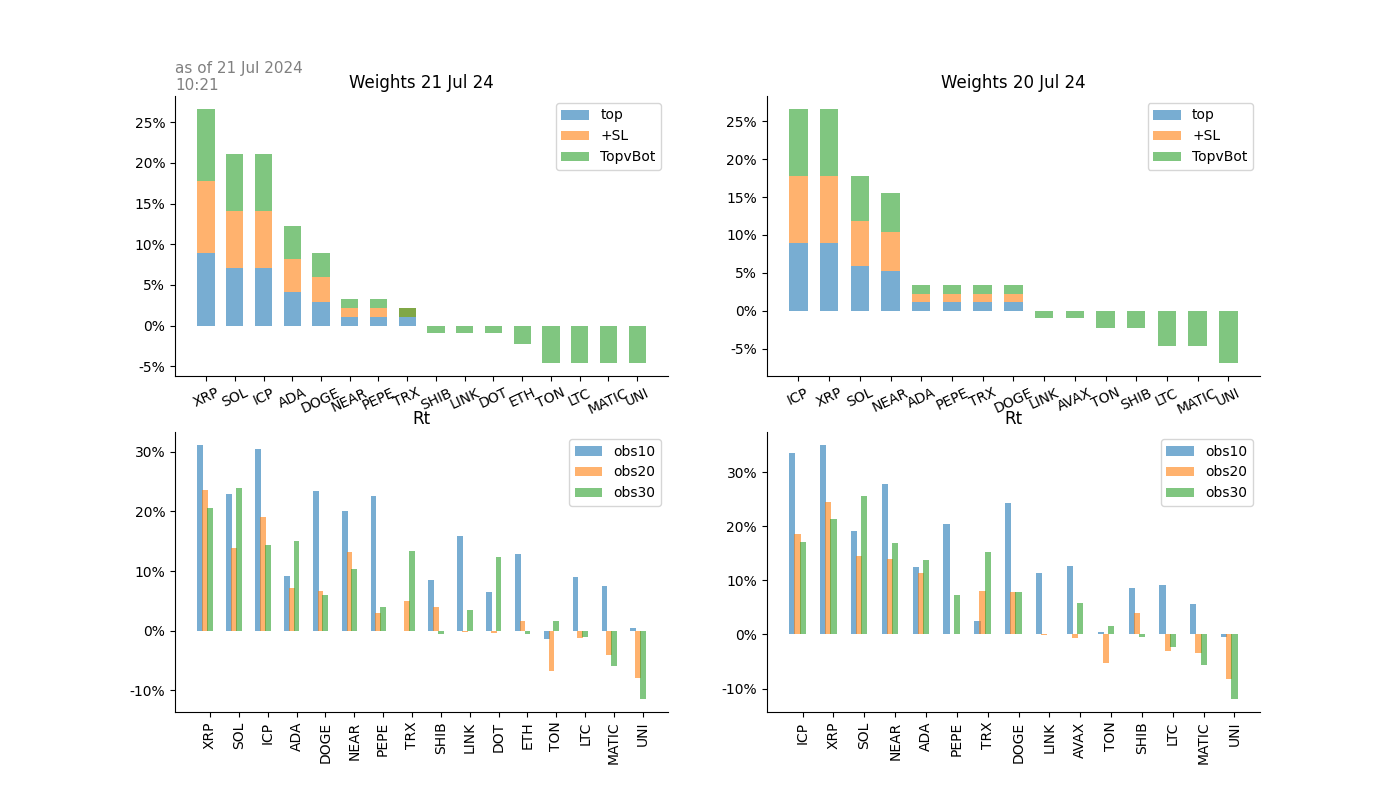 as of 21 Jul 2024
10:21
Weights 21 Jul 24
25%
20%
15%
10%
5%
0%
-5%
top
+SL
TopvBot
XRP SOL ICP ADA DOGE NEAR PEPE TRX SHIB LINK DOT ETH TON LTC MATIC UNI
Weights 20 Jul 24
25%
20%
15%
10%
5%
0%
-5%
top
+SL
TopvBot
ICP XRP SOL NEAR ADA PEPE TRX DOGE LINK AVAX TON SHIB LTC MATIC UNI
Rt
30%
20%
10%
0%
-10%
obs10
obs20
obs30
XRP SOL ICP ADA DOGE NEAR PEPE TRX SHIB LINK DOT ETH TON LTC MATIC UNI
Rt
30%
20%
10%
0%
-10%
obs10
obs20
obs30
ICP XRP SOL NEAR ADA PEPE TRX DOGE LINK AVAX TON SHIB LTC MATIC UNI